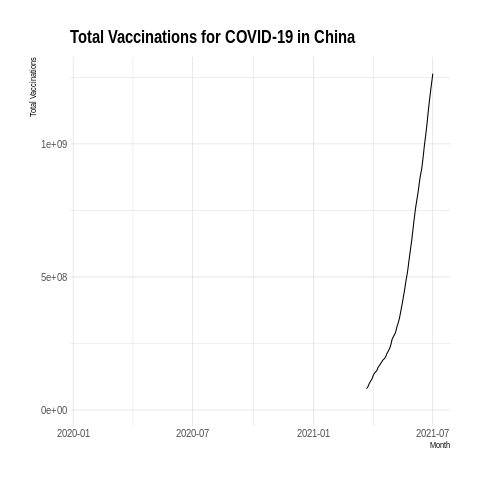 Total Vaccinations for COVID-19 in China
Total Vaccinations
1e+09
5e+08
0e+00
2020-01 2020-07 2021-01 2021-07
Month